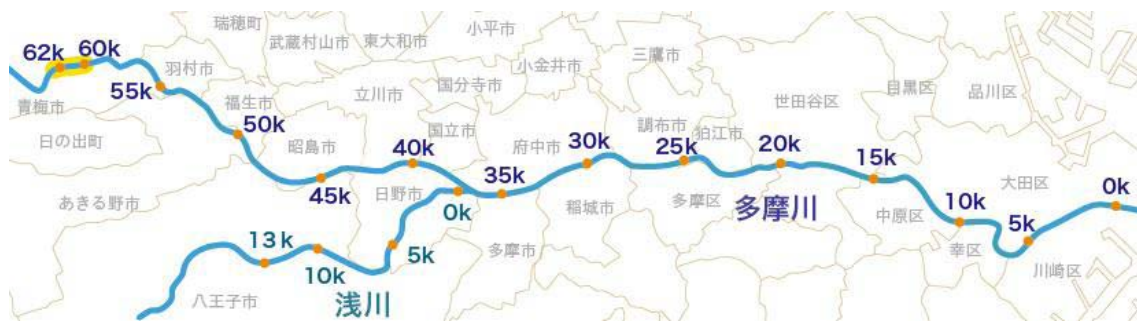 瑞穂町
武蔵村山市
東大和市
小平市
62k
60k
羽村市
三鷹市
小金井市
国分寺市
立川市
55k
福生市
青梅市
日の出町
50k
昭島市
国立市
府中市
調布市
狛江市
世田谷区
目黒区
品川区
40k
30k
25k
20k
15k
45k
日野市
0k
35k
稲城市
多摩区
多摩川
中原区
10k
大田区
0k
5k
幸区
川崎区
あきる野市
13k
10k
5k
多摩市
八王子市
浅川